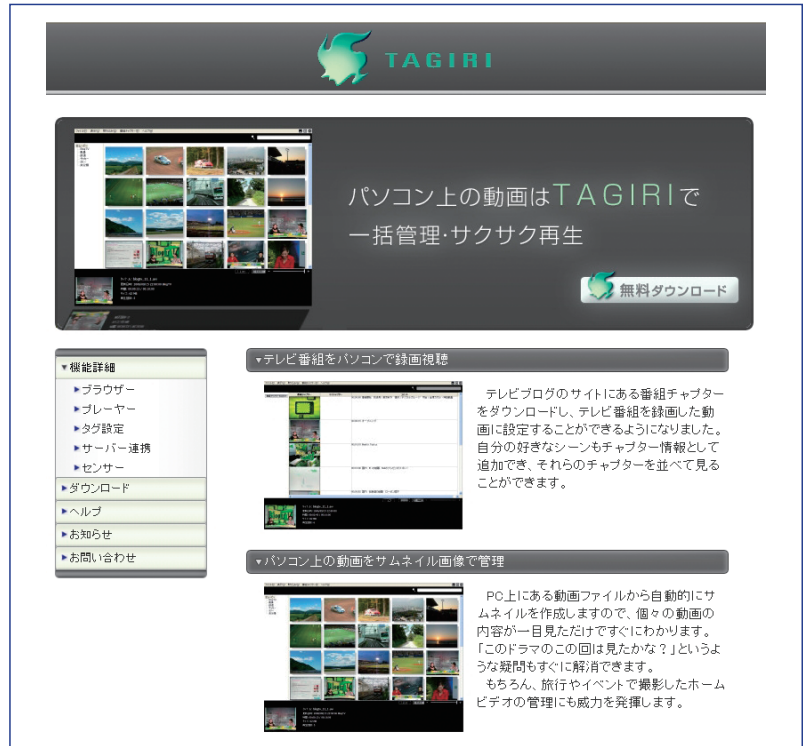 TAGIRI
パソコン上の動画はTAGIRIで
一括管理・サクサク再生
無料ダウンロード
▼機能詳細
▶ブラウザー
▶プレーヤー
▶タグ設定
▶サーバー連携
▶センサー
▶ダウンロード
▶ヘルプ
▶お知らせ
▶お問い合わせ
▼テレビ番組をパソコンで録画視聴
テレビブログのサイトにある番組チャプター
をダウンロードし、テレビ番組を録画した動
画に設定することができるようになりました。
自分の好きなシーンもチャプター情報として
追加でき、それらのチャプターを並べて見る
ことができます。
▼パソコン上の動画をサムネイル画像で管理
PC上にある動画ファイルから自動的にサ
ムネイルを作成しますので、個々の動画の
内容が一目見ただけですぐにわかります。
「このドラマのこの回は見たかな?」というよ
うな疑問もすぐに解消できます。
もちろん、旅行やイベントで撮影したホーム
ビデオの管理にも威力を発揮します。